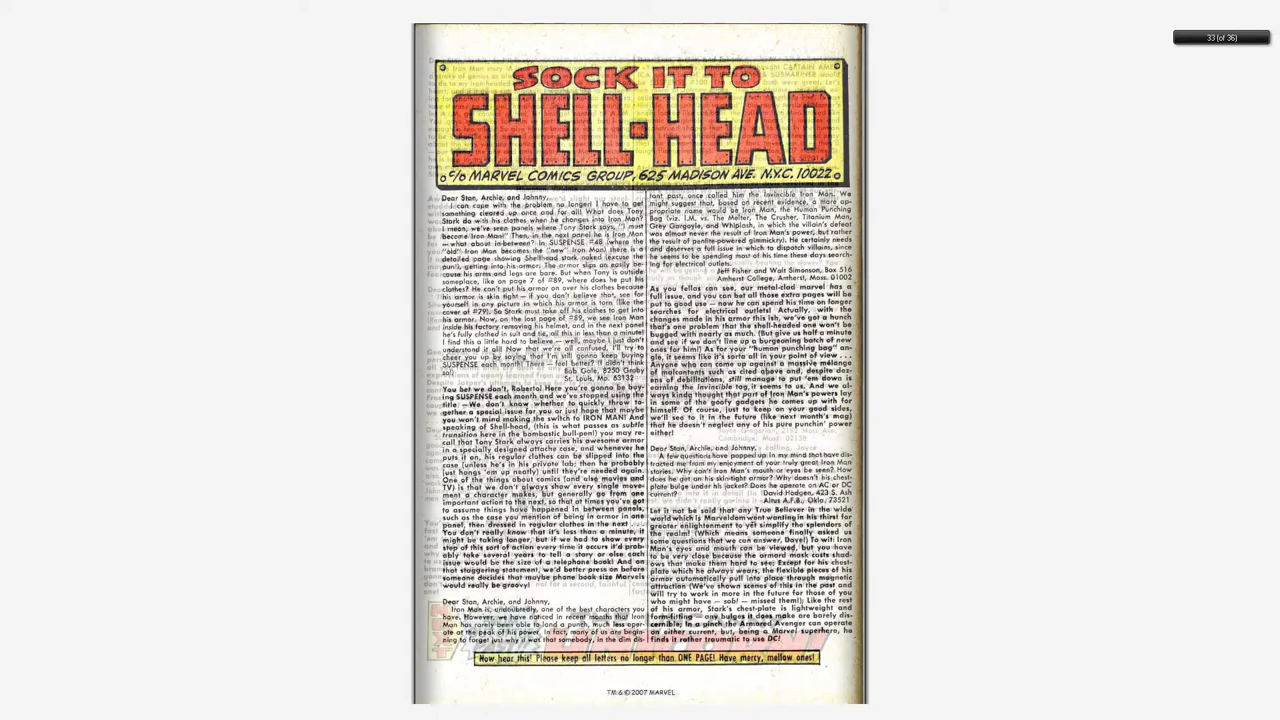 33 (of 36)
SOCK IT TO
SHELL-HEAD
c/o MARVEL COMICS GROUP, 625 MADISON AVE. N.Y.C. 10022
Dear Stan, Archie, and Johnny,
I can cope with the problem no longer! I have to get
something cleared up once and for all! What does Tony
Stark do with his clothes when he changes into Iron Man?
I mean, we've seen panels where Tony Stark says, "I must
become Iron Man!" Then, in the next panel he is Iron Man
— what about in-between? In SUSPENSE #48 (where the
"old" Iron Man becomes the "new" Iron Man) there is a
detailed page showing Shellhead stark naked (excuse the
pun!), getting into his armor. The armor slips on easily be-
cause his arms and legs are bare. But when Tony is outside
someplace, like on page 7 of #89, where does he put his
clothes? He can't put his armor on over his clothes because
his armor is skin tight — if you don't believe that, see for
yourself in any picture in which his armor is torn (like the
cover of #79). So Stark must take off his clothes to get into
his armor. Now, on the last page of #89, we see Iron Man
inside his factory removing his helmet, and in the next panel
he's fully clothed in suit and tie, all this in less than a minute!
I find this a little hard to believe — well, maybe I just don't
understand it all! Now that we're all confused, I'll try to
cheer you up by saying that I'm still gonna keep buying
SUSPENSE each month! There — feel better? (I didn't think
so!)
Bob Gale, 8250 Groby
St. Louis, Mo. 63132
You bet we don't, Roberto! Here you're gonna be buy-
ing SUSPENSE each month and we've stopped using the
title — We don't know whether to quickly throw to-
gether a special issue for you or just hope that maybe
you won't mind making the switch to IRON MAN! And
speaking of Shell-head, (this is what passes as subtle
transition here in the bombastic bull-pen!) you may re-
call that Tony Stark always carries his awesome armor
in a specially designed attache case, and whenever he
puts it on, his regular clothes can be slipped into the
case (unless he's in his private lab; then he probably
just hangs 'em up neatly) until they're needed again.
One of the things about comics (and also movies and
TV) is that we don't always show every single move-
ment a character makes, but generally go from one
important action to the next, so that at times you've got
to assume things have happened in between panels,
such as the case you mention of being in armor in one
panel, then dressed in regular clothes in the next
You don't really know that it's less than a minute, it
might be taking longer, but if we had to show every
step of this sort of action every time it occurs it'd prob-
ably take several years to tell a story or else each
issue would be the size of a telephone book! And on
that staggering statement, we'd better press on before
someone decides that maybe phone book size Marvels
would really be groovy!
Dear Stan, Archie, and Johnny,
Iron Man is, undoubtedly, one of the best characters you
have. However, we have noticed in recent months that Iron
Man has rarely been able to land a punch, much less oper-
ate at the peak of his power. In fact, many of us are begin-
ning to forget just why it was that somebody, in the dim dis-
tant past, once called him the Invincible Iron Man. We
might suggest that, based on recent evidence, a more ap-
propriate name would be Iron Man, the Human Punching
Bag (viz. I.M. vs. The Melter, The Crusher, Titanium Man,
Grey Gargoyle, and Whiplash, in which the villain's defeat
was almost never the result of Iron Man's power, but rather
the result of penlite-powered gimmickry). He certainly needs
and deserves a full issue in which to dispatch villains, since
he seems to be spending most of his time these days search-
ing for electrical outlets.
Jeff Fisher and Walt Simonson, Box 516
Amherst College, Amherst, Mass. 01002
As you fellas can see, our metal-clad marvel has a
full issue, and you can bet all those extra pages will be
put to good use — now he can spend his time on longer
searches for electrical outlets! Actually, with the
changes made in his armor this ish, we've got a hunch
that's one problem that the shell-headed one won't be
bugged with nearly as much. (But give us half a minute
and see if we don't line up a burgeoning batch of new
ones for him!) As for your "human punching bag" an-
gle, it seems like it's sorta all in your point of view . . .
Anyone who can come up against a massive mélange
of malcontents such as cited above and, despite doz-
ens of debilitations, still manage to put 'em down is
earning the invincible tag, it seems to us. And we al-
ways kinda thought that part of Iron Man's powers lay
in some of the goofy gadgets he comes up with for
himself. Of course, just to keep on your good sides,
we'll see to it in the future (like next month's mag)
that he doesn't neglect any of his pure punchin' power
either!
Dear Stan, Archie, and Johnny,
A few questions have popped up in my mind that have dis-
tracted me from my enjoyment of your truly great Iron Man
stories. Why can't Iron Man's mouth or eyes be seen? How
does he get on his skin-tight armor? Why doesn't his chest-
plate bulge under his jacket? Does he operate on AC or DC
current?
David Hodgen, 423 S. Ash
Altus A.F.B., Okla. 73521
Let it not be said that any True Believer in the wide
world which is Marveldom went wanting in his thirst for
greater enlightenment to yet simplify the splendors of
the realm! (Which means someone finally asked us
some questions that we can answer, Dave!) To wit: Iron
Man's eyes and mouth can be viewed, but you have
to be very close because the armored mask casts shad-
ows that make them hard to see; Except for his chest-
plate which he always wears, the flexible pieces of his
armor automatically pull into place through magnetic
attraction (We've shown scenes of this in the past and
will try to work in more in the future for those of you
who might have — sob! — missed them); Like the rest
of his armor, Stark's chest-plate is lightweight and
form-fitting — any bulges it does make are barely dis-
cernible; In a pinch the Armored Avenger can operate
on either current, but, being a Marvel superhero, he
finds it rather traumatic to use DC!
Now hear this! Please keep all letters no longer than ONE PAGE! Have mercy, mellow ones!
TM & © 2007 MARVEL